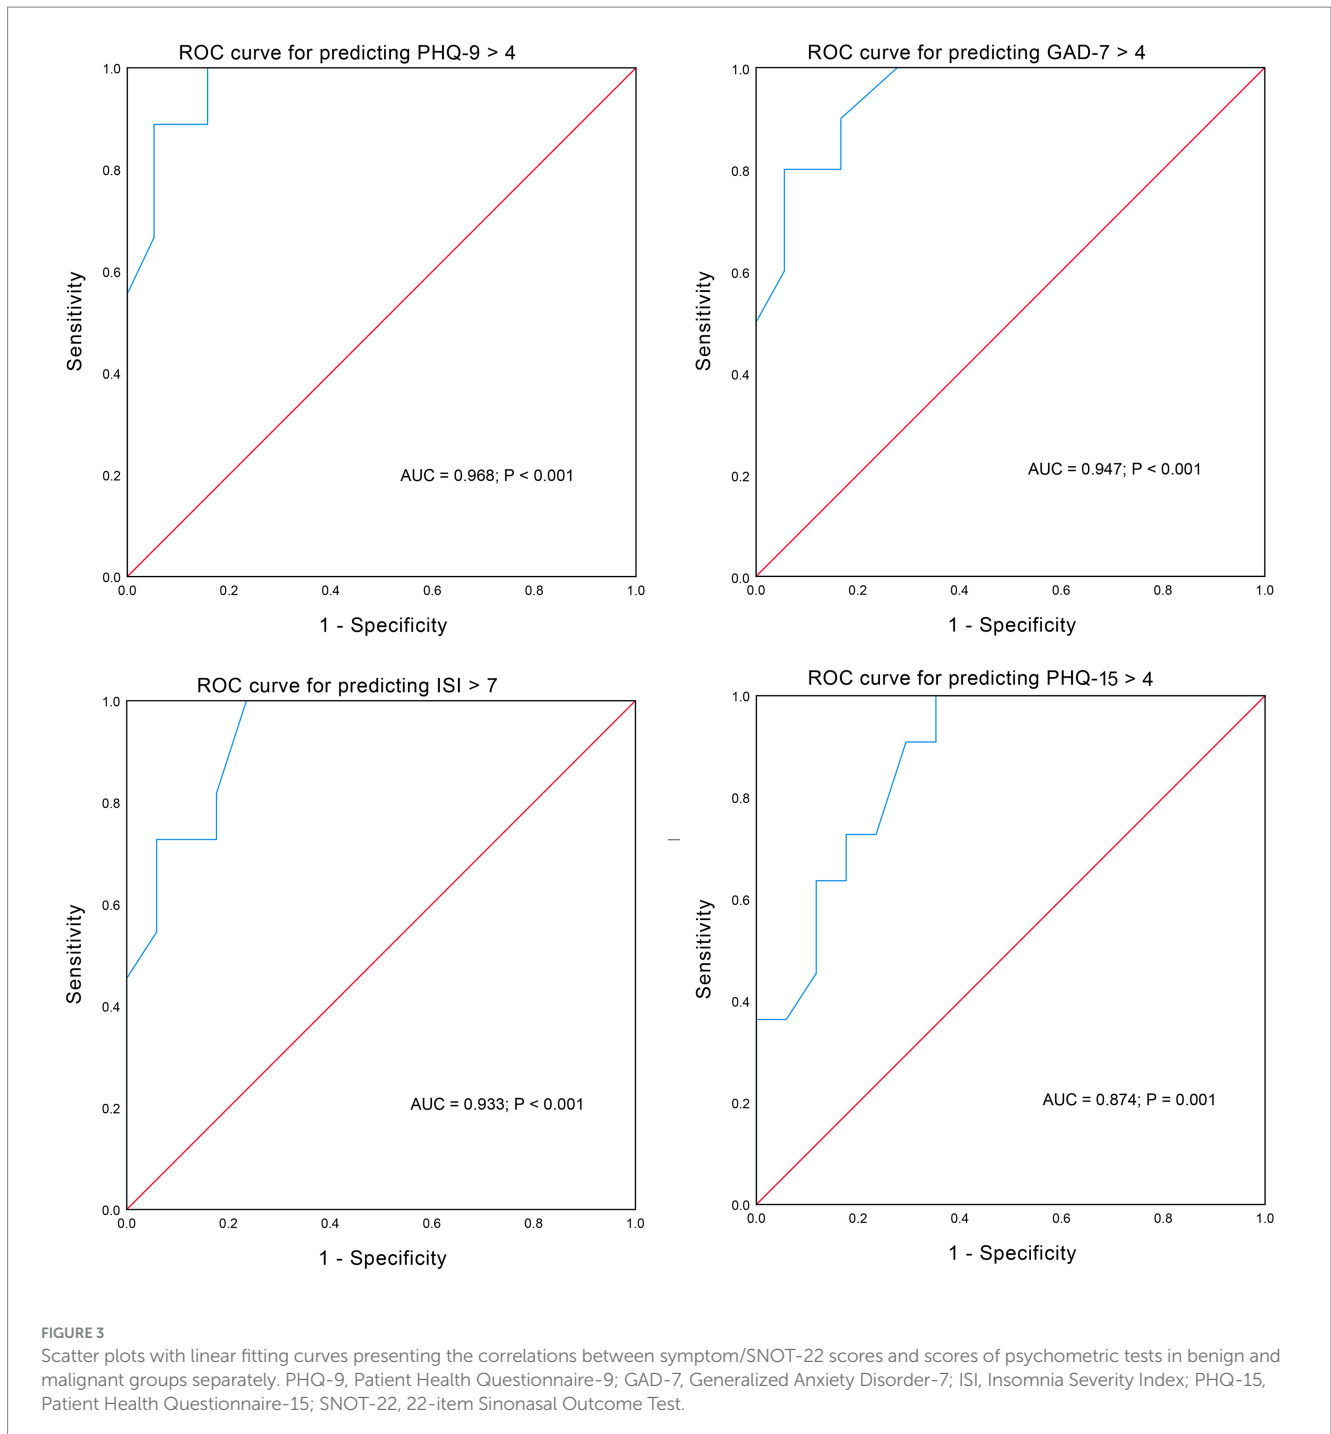 ROC curve for predicting PHQ-9 > 4
1.0
0.8
0.6
0.4
0.2
0.0
Sensitivity
AUC = 0.968; P < 0.001
0.0 0.2 0.4 0.6 0.8 1.0
1 - Specificity
ROC curve for predicting GAD-7 > 4
1.0
0.8
0.6
0.4
0.2
0.0
Sensitivity
AUC = 0.947; P < 0.001
0.0 0.2 0.4 0.6 0.8 1.0
1 - Specificity
ROC curve for predicting ISI > 7
1.0
0.8
0.6
0.4
0.2
0.0
Sensitivity
AUC = 0.933; P < 0.001
0.0 0.2 0.4 0.6 0.8 1.0
1 - Specificity
ROC curve for predicting PHQ-15 > 4
1.0
0.8
0.6
0.4
0.2
0.0
Sensitivity
AUC = 0.874; P = 0.001
0.0 0.2 0.4 0.6 0.8 1.0
1 - Specificity
FIGURE 3
Scatter plots with linear fitting curves presenting the correlations between symptom/SNOT-22 scores and scores of psychometric tests in benign and
malignant groups separately. PHQ-9, Patient Health Questionnaire-9; GAD-7, Generalized Anxiety Disorder-7; ISI, Insomnia Severity Index; PHQ-15,
Patient Health Questionnaire-15; SNOT-22, 22-item Sinonasal Outcome Test.